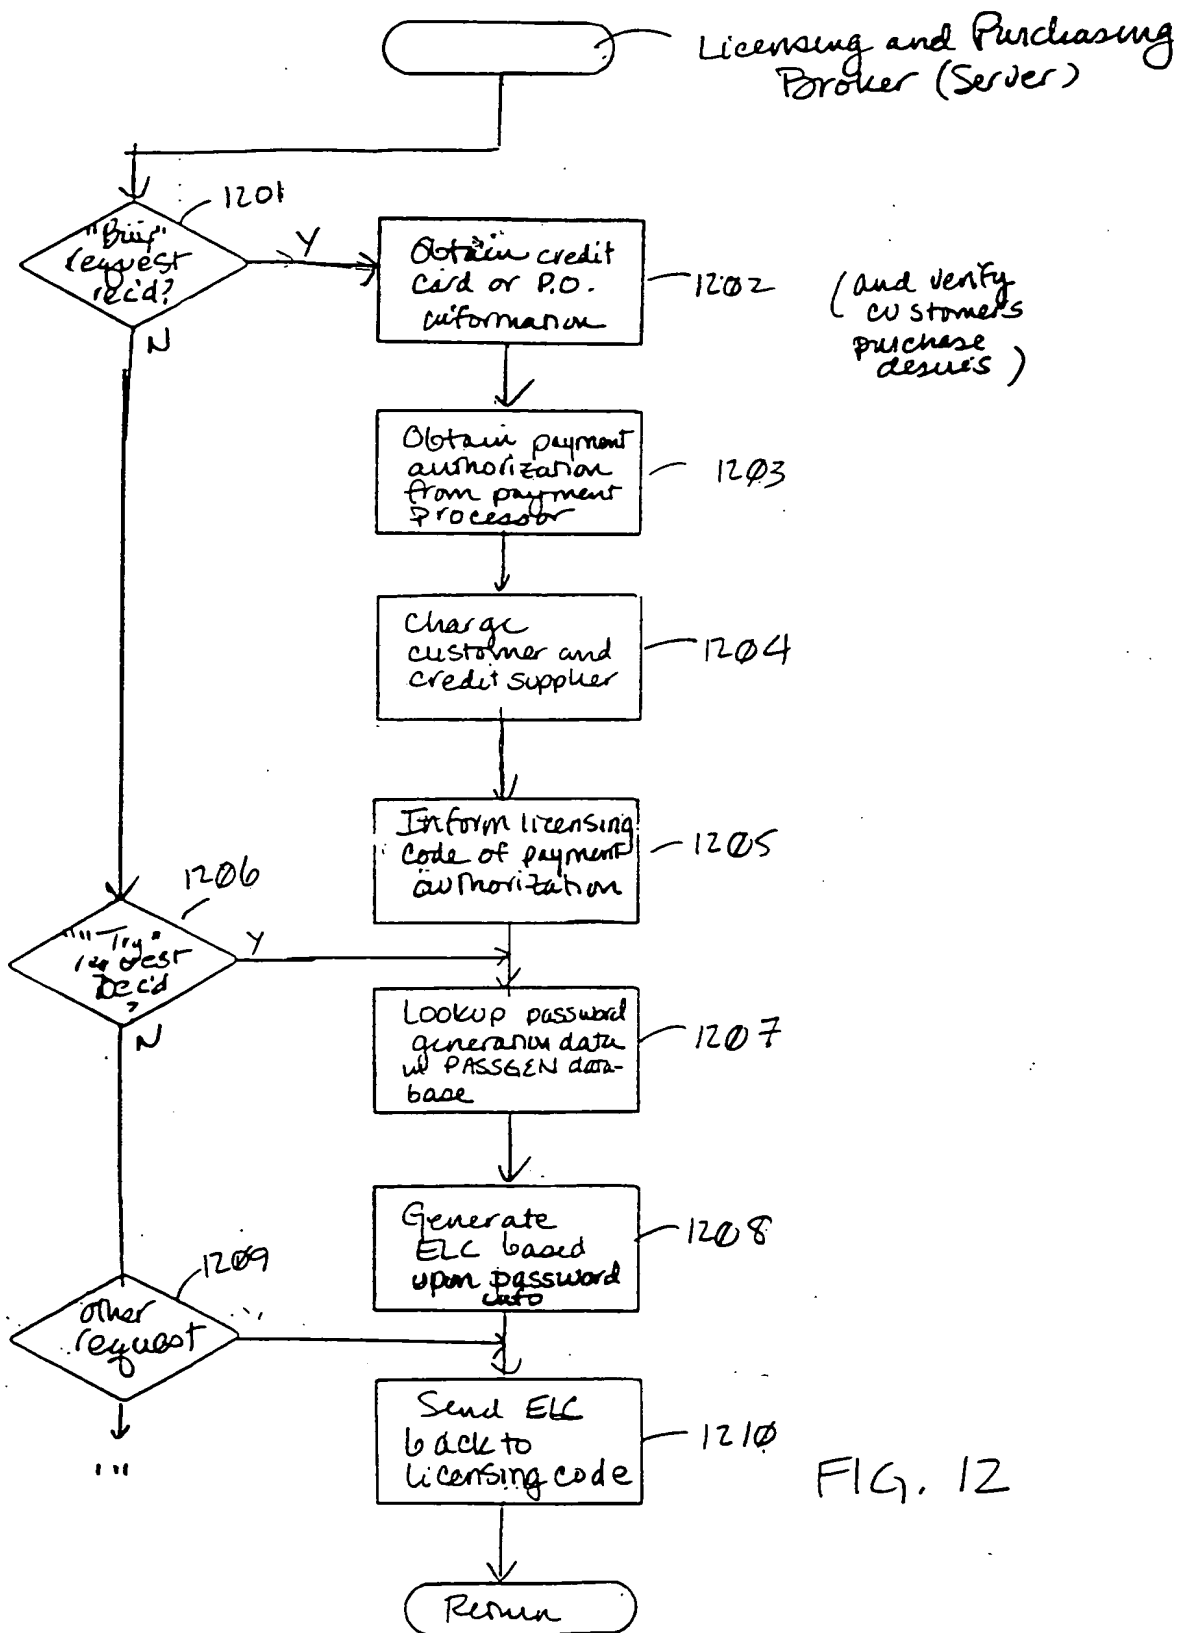 Licensing and Purchasing
Broker (Server)
1201
"Buy"
request
rec'd?
Y
N
Obtain credit
card or P.O.
information
1202
(and verify
customers
purchase
desires)
Obtain payment
authorization
from payment
processor
1203
Charge
customer and
credit supplier
1204
Inform licensing
code of payment
authorization
1205
1206
"Try"
request
Rec'd
?
Y
N
Lookup password
generation data
in PASSGEN data-
base
1207
Generate
ELC based
upon password
info
1208
1209
other
request
...
...
Send ELC
back to
licensing code
1210
FIG. 12
Return